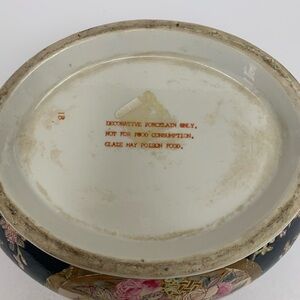 DECORATIVE PORCELAIN ONLY,
NOT FOR FOOD CONSUMPTION,
GLAZE MAY POISON FOOD.